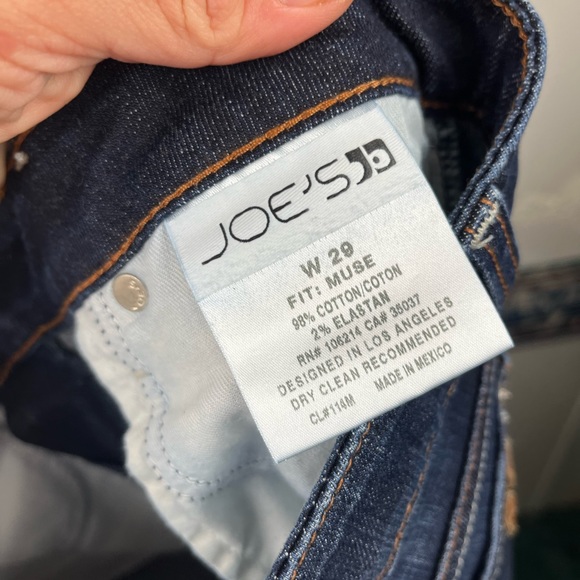 JOE'S
W 29
FIT: MUSE
98% COTTON/COTON
2% ELASTAN
RN# 106214 CA# 35037
DESIGNED IN LOS ANGELES
DRY CLEAN RECOMMENDED
CL#114M MADE IN MEXICO